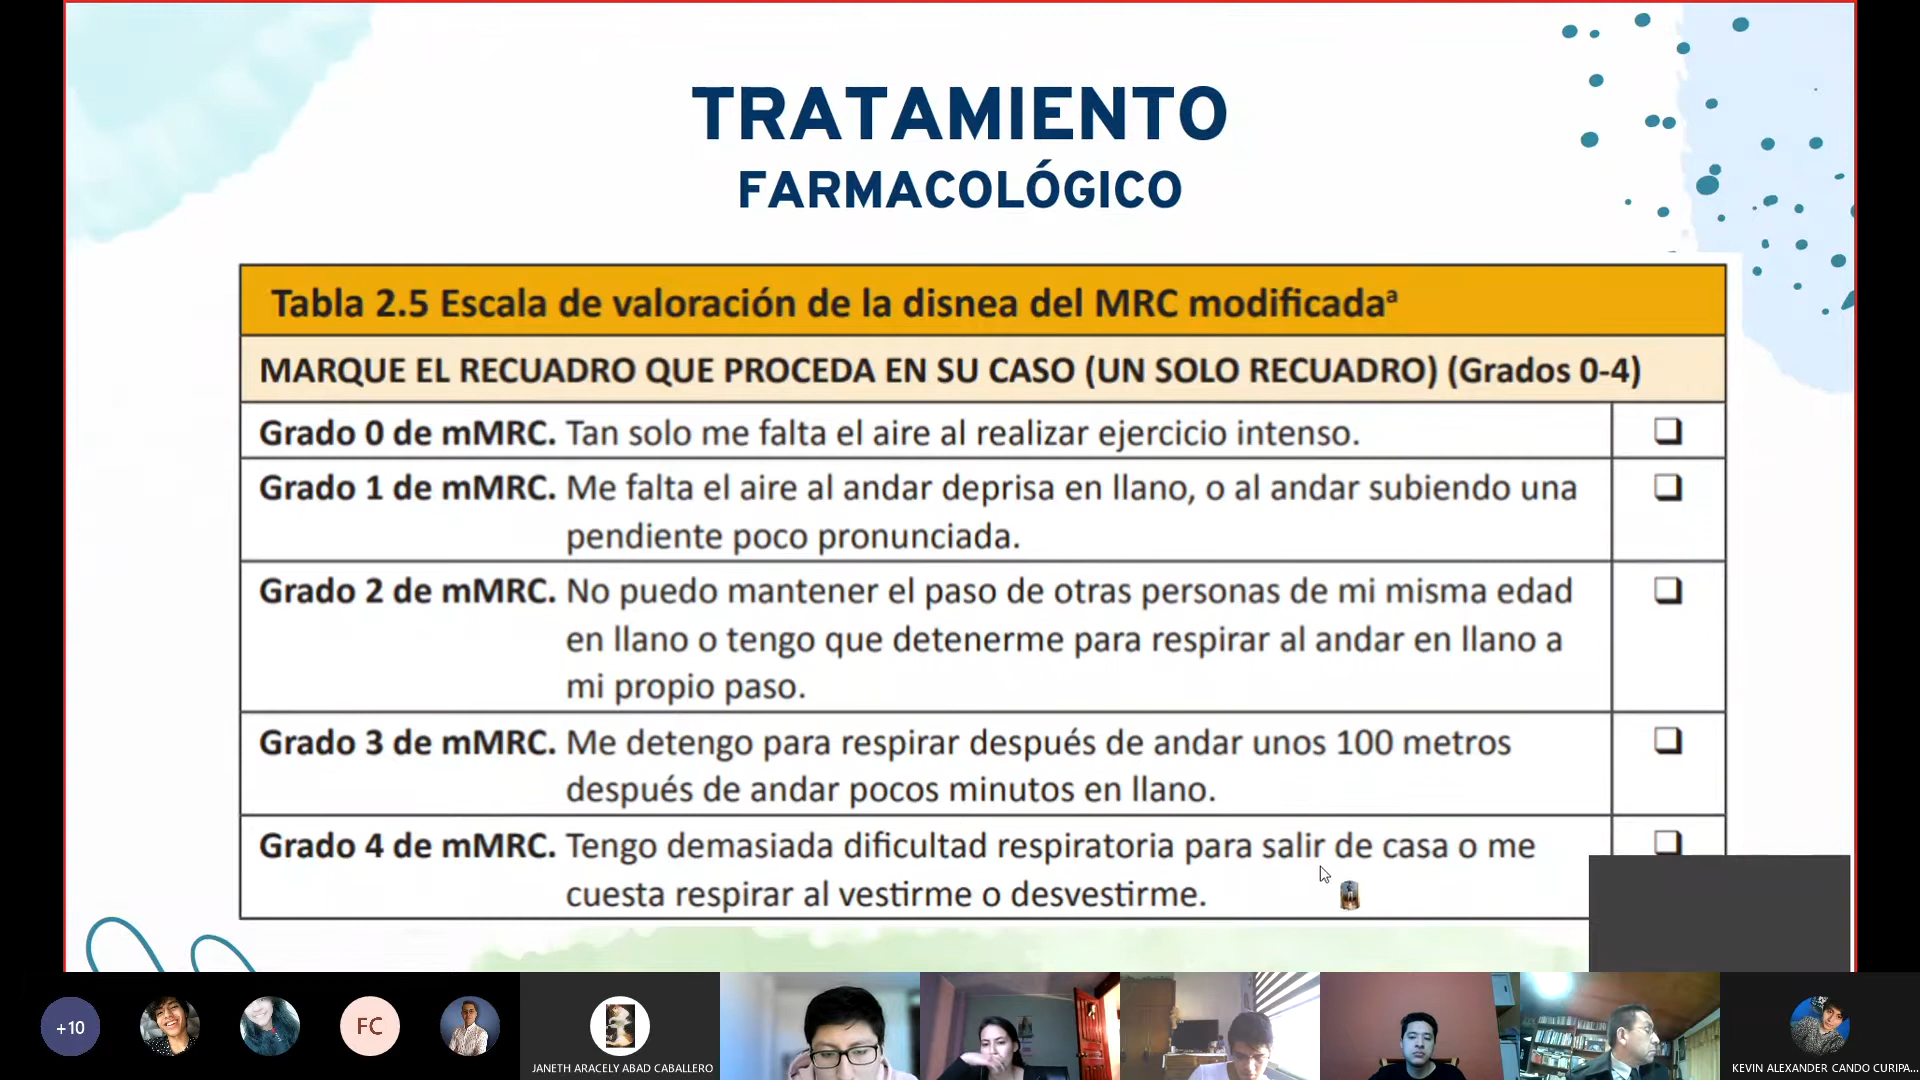 TRATAMIENTO
FARMACOLÓGICO
Tabla 2.5 Escala de valoración de la disnea del MRC modificadaª
MARQUE EL RECUADRO QUE PROCEDA EN SU CASO (UN SOLO RECUADRO) (Grados 0-4)
Grado 0 de mMRC. Tan solo me falta el aire al realizar ejercicio intenso.
Grado 1 de mMRC. Me falta el aire al andar deprisa en llano, o al andar subiendo una
pendiente poco pronunciada.
Grado 2 de mMRC. No puedo mantener el paso de otras personas de mi misma edad
en llano o tengo que detenerme para respirar al andar en llano a
mi propio paso.
Grado 3 de mMRC. Me detengo para respirar después de andar unos 100 metros
después de andar pocos minutos en llano.
Grado 4 de mMRC. Tengo demasiada dificultad respiratoria para salir de casa o me
cuesta respirar al vestirme o desvestirme.
+10
FC
JANETH ARACELY ABAD CABALLERO
KEVIN ALEXANDER CANDO CURIPA...